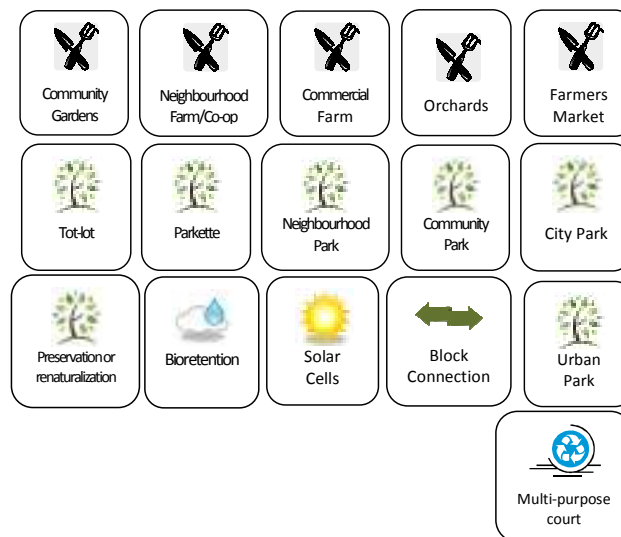 Community
Gardens
Neighbourhood
Farm/Co-op
Commercial
Farm
Orchards
Farmers
Market
Tot-lot
Parkette
Neighbourhood
Park
Community
Park
City Park
Preservation or
renaturalization
Bioretention
Solar
Cells
Block
Connection
Urban
Park
Multi-purpose
court